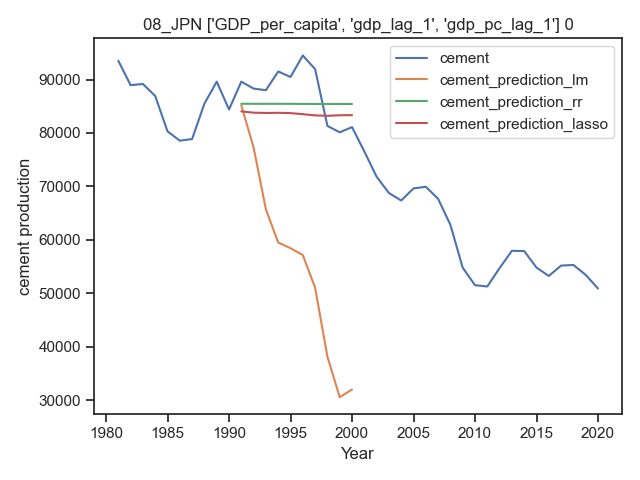 08_JPN ['GDP_per_capita', 'gdp_lag_1', 'gdp_pc_lag_1'] 0
cement
cement_prediction_lm
cement_prediction_rr
cement_prediction_lasso
cement production
90000
80000
70000
60000
50000
40000
30000
1980
1985
1990
1995
2000
2005
2010
2015
2020
Year